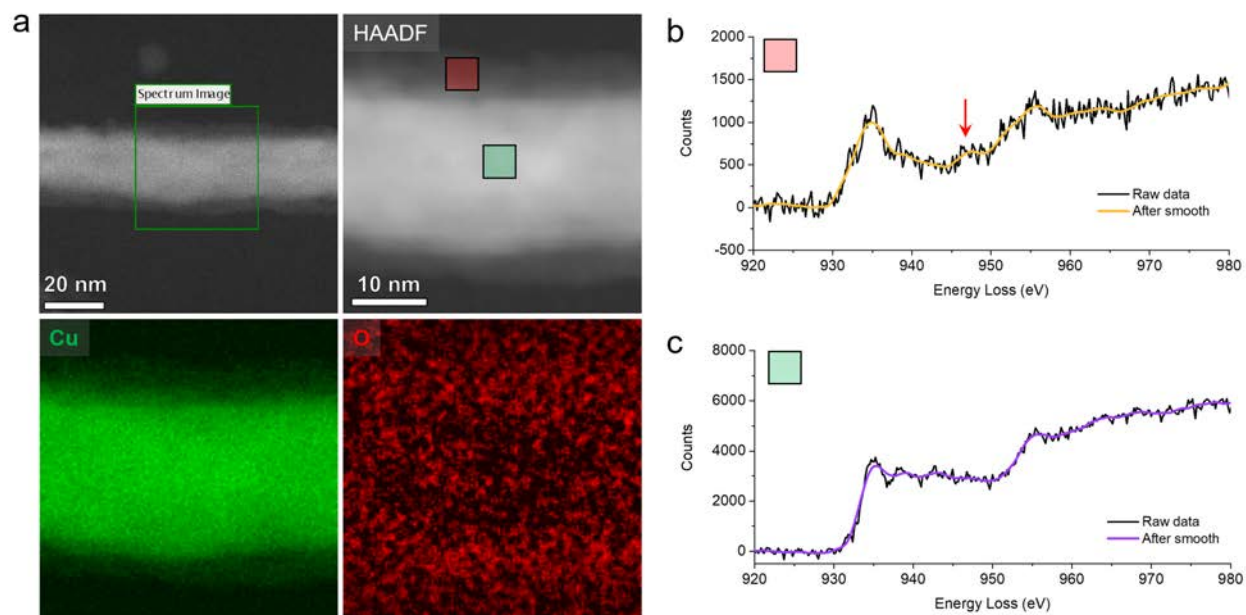 a
Spectrum Image
20 nm
HAADF
10 nm
Cu
O
b
2000
1500
1000
500
0
-500
Counts
920 930 940 950 960 970 980
Energy Loss (eV)
Raw data
After smooth
c
8000
6000
4000
2000
0
Counts
920 930 940 950 960 970 980
Energy Loss (eV)
Raw data
After smooth